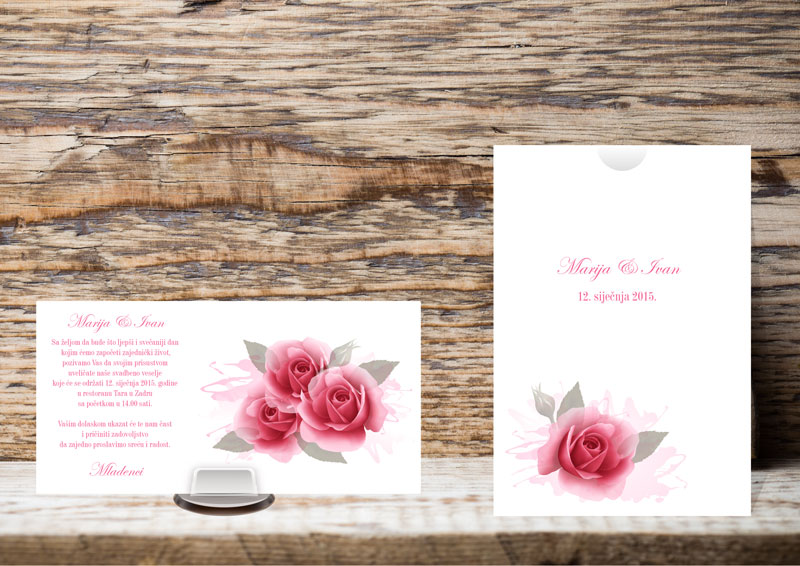 Marija & Ivan
Sa željom da bude što ljepši i svečaniji dan
kojim ćemo započeti zajednički život,
pozivamo Vas da svojim prisustvom
uveličate naše svadbeno veselje
koje će se održati 12. siječnja 2015. godine
u restoranu Tara u Zadru
sa početkom u 14.00 sati.
Vašim dolaskom ukazat će te nam čast
i pričiniti zadovoljstvo
da zajedno proslavimo sreću i radost.
Mladenci
Marija & Ivan
12. siječnja 2015.